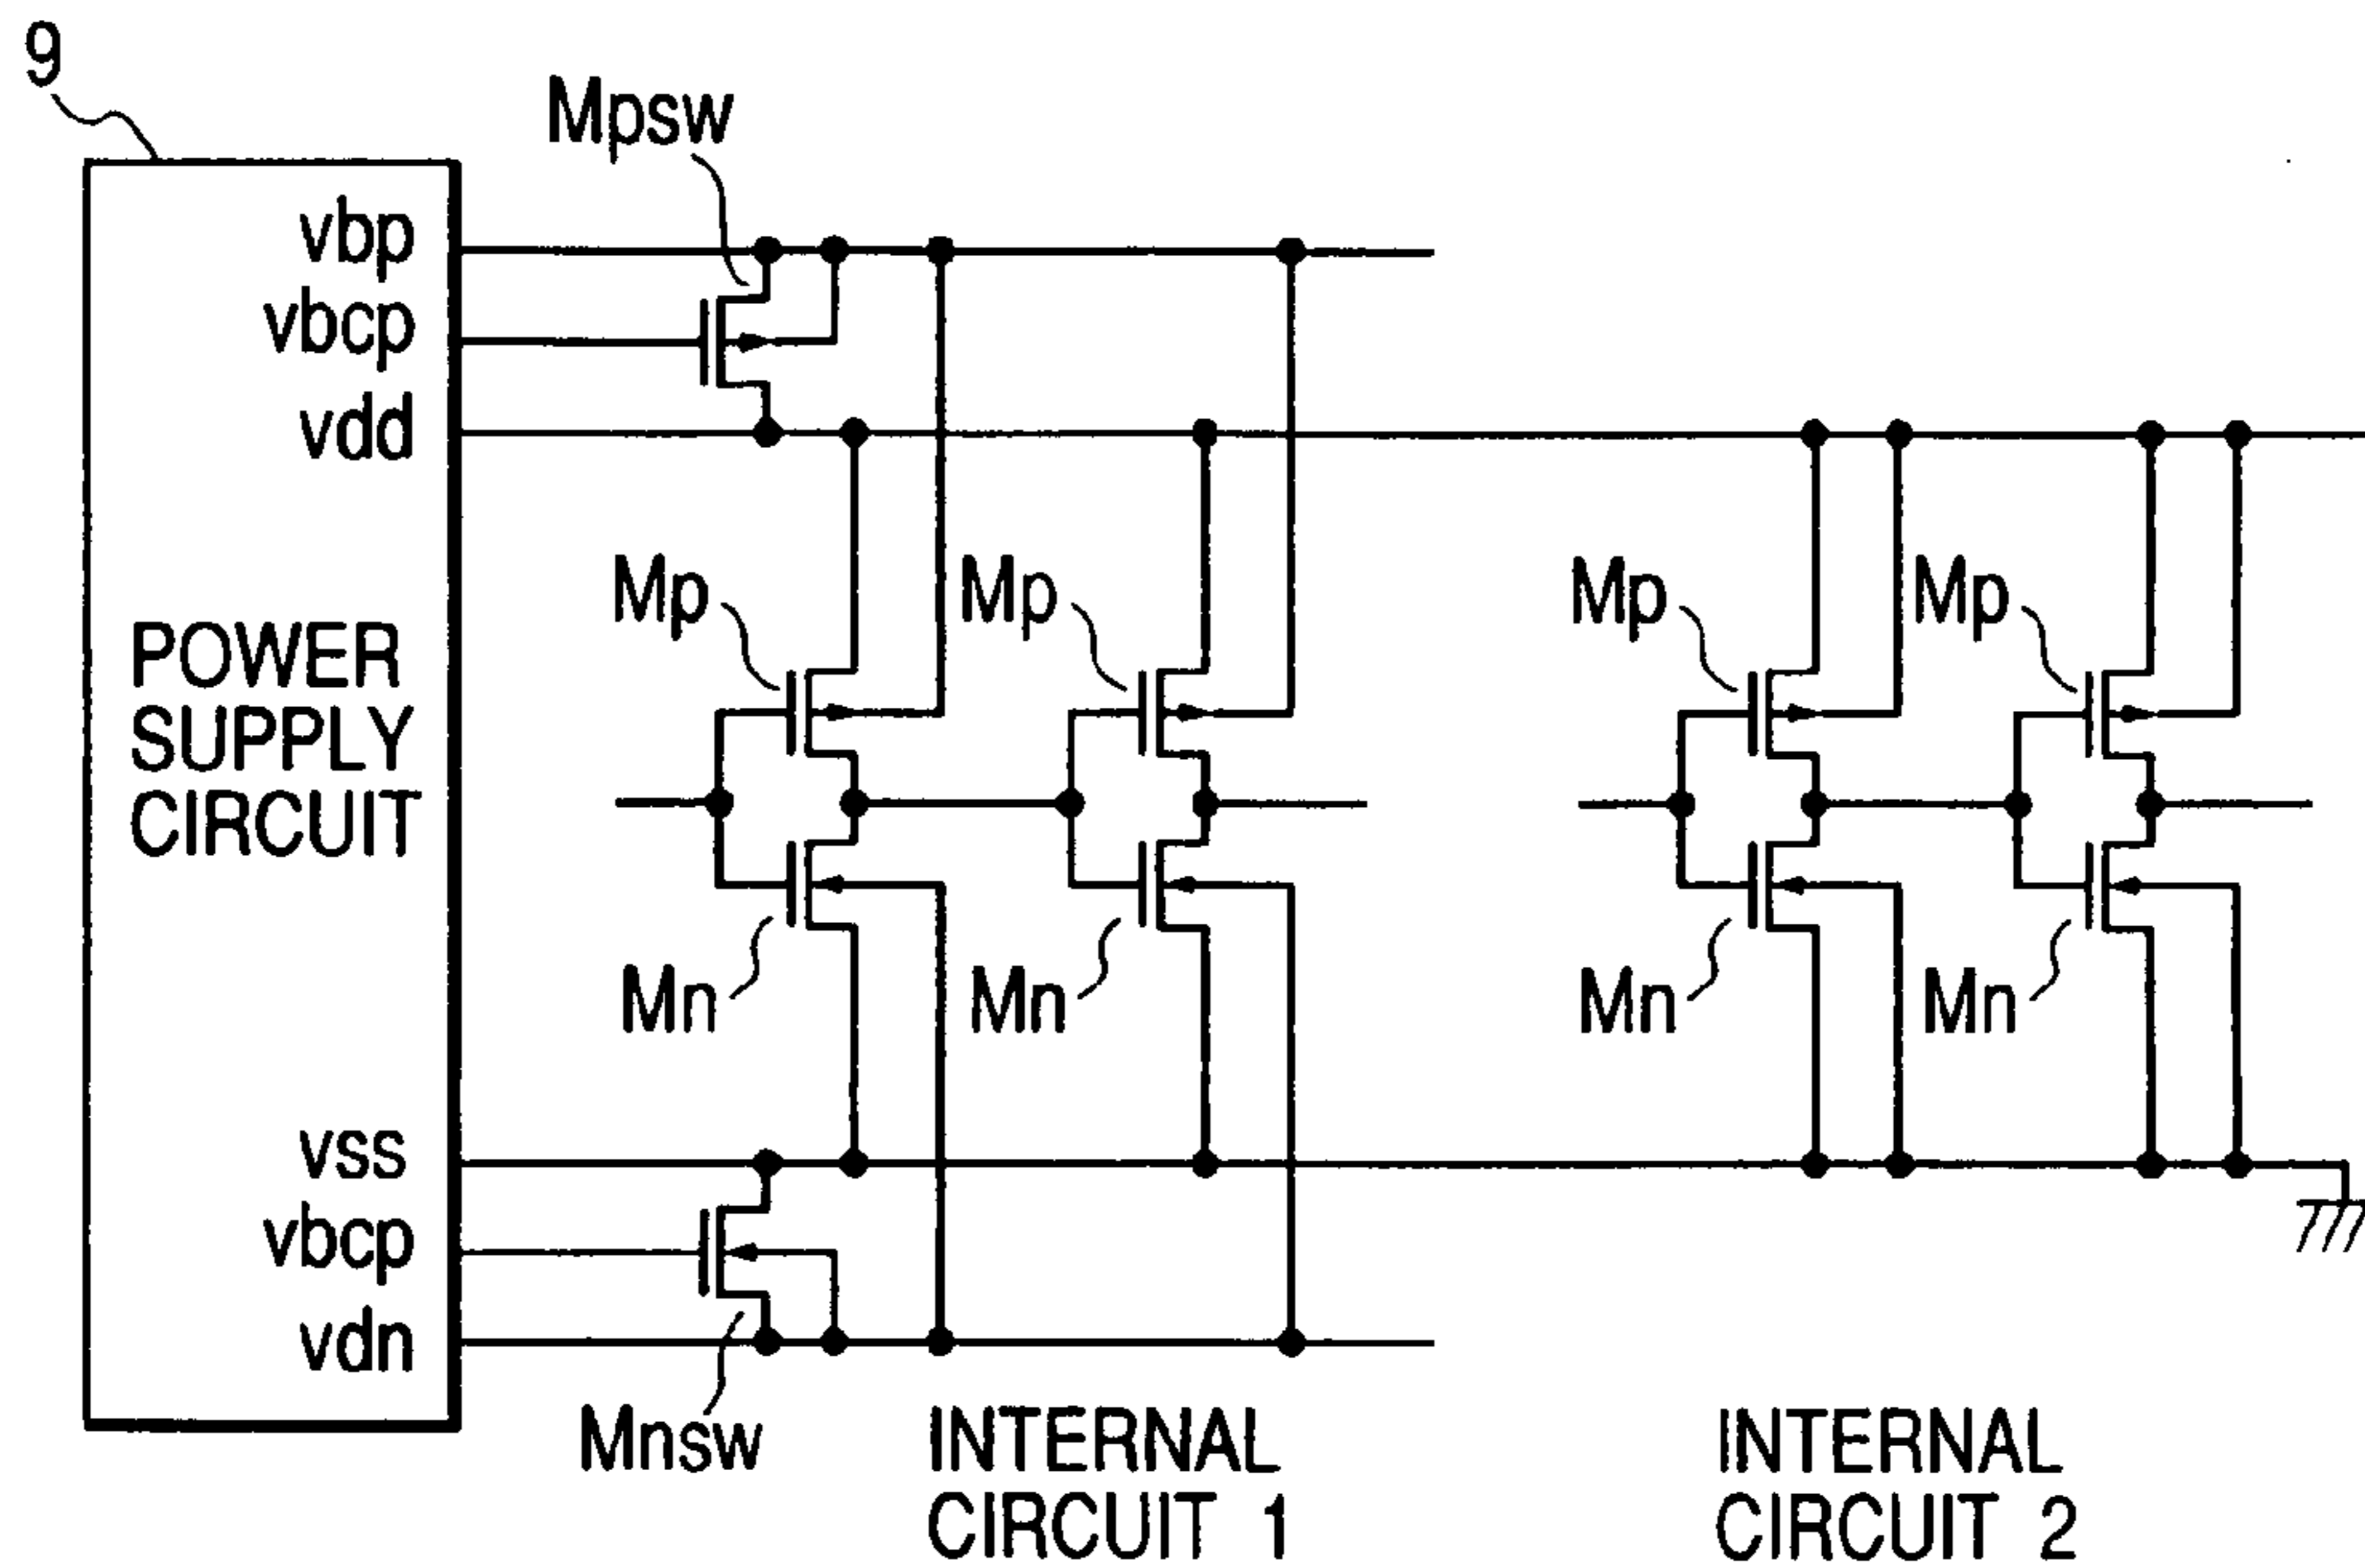 9
Mpsw
vbp
vbcp
vdd
Mp
Mp
Mp
Mp
POWER
SUPPLY
CIRCUIT
Mn
Mn
Mn
Mn
vss
vbcp
vdn
Mnsw
INTERNAL
CIRCUIT 1
INTERNAL
CIRCUIT 2